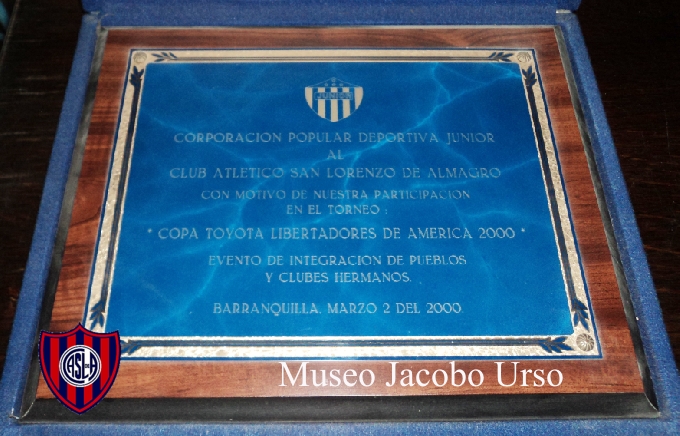 JUNIOR
CORPORACION POPULAR DEPORTIVA JUNIOR
AL
CLUB ATLETICO SAN LORENZO DE ALMAGRO
CON MOTIVO DE NUESTRA PARTICIPACION
EN EL TORNEO :
" COPA TOYOTA LIBERTADORES DE AMERICA 2000 "
EVENTO DE INTEGRACION DE PUEBLOS
Y CLUBES HERMANOS.
BARRANQUILLA, MARZO 2 DEL 2000.
CASLA
Museo Jacobo Urso